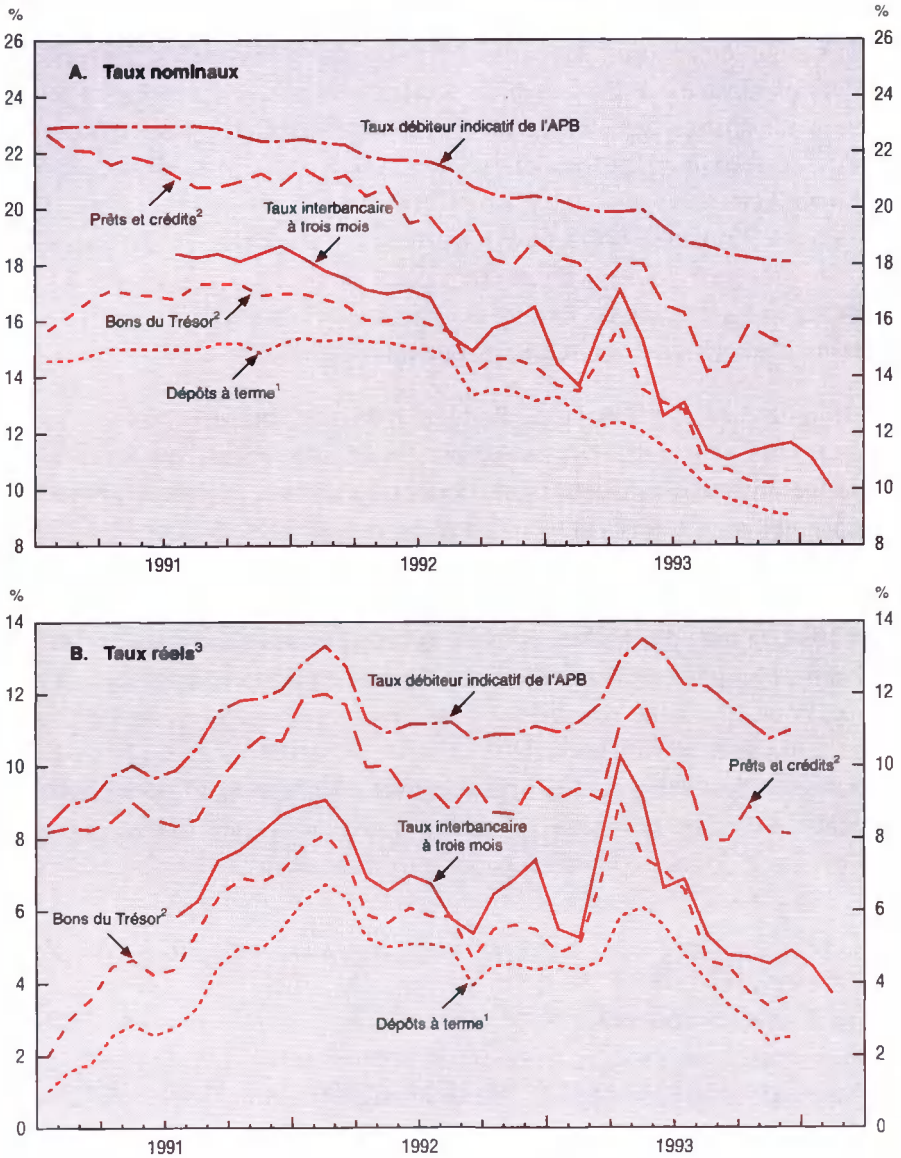 % %
A. Taux nominaux
26 26
24 24
22 22
20 20
18 18
16 16
14 14
12 12
10 10
8 8
Taux débiteur indicatif de l'APB
Prêts et crédits²
Taux interbancaire
à trois mois
Bons du Trésor²
Dépôts à terme¹
1991 1992 1993
% %
B. Taux réels³
14 14
12 12
10 10
8 8
6 6
4 4
2 2
0 0
Taux débiteur indicatif de l'APB
Prêts et crédits²
Taux interbancaire
à trois mois
Bons du Trésor²
Dépôts à terme¹
1991 1992 1993